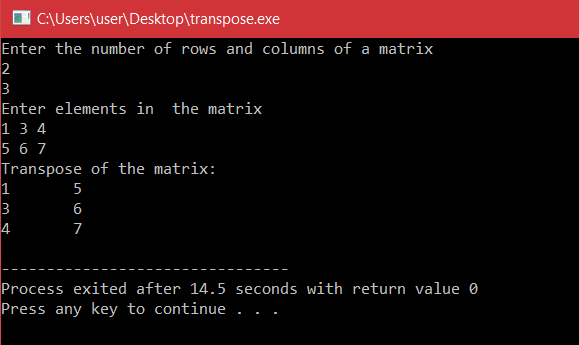 C:\Users\user\Desktop\transpose.exe
Enter the number of rows and columns of a matrix
2
3
Enter elements in  the matrix
1 3 4
5 6 7
Transpose of the matrix:
1       5
3       6
4       7
--------------------------------
Process exited after 14.5 seconds with return value 0
Press any key to continue . . .